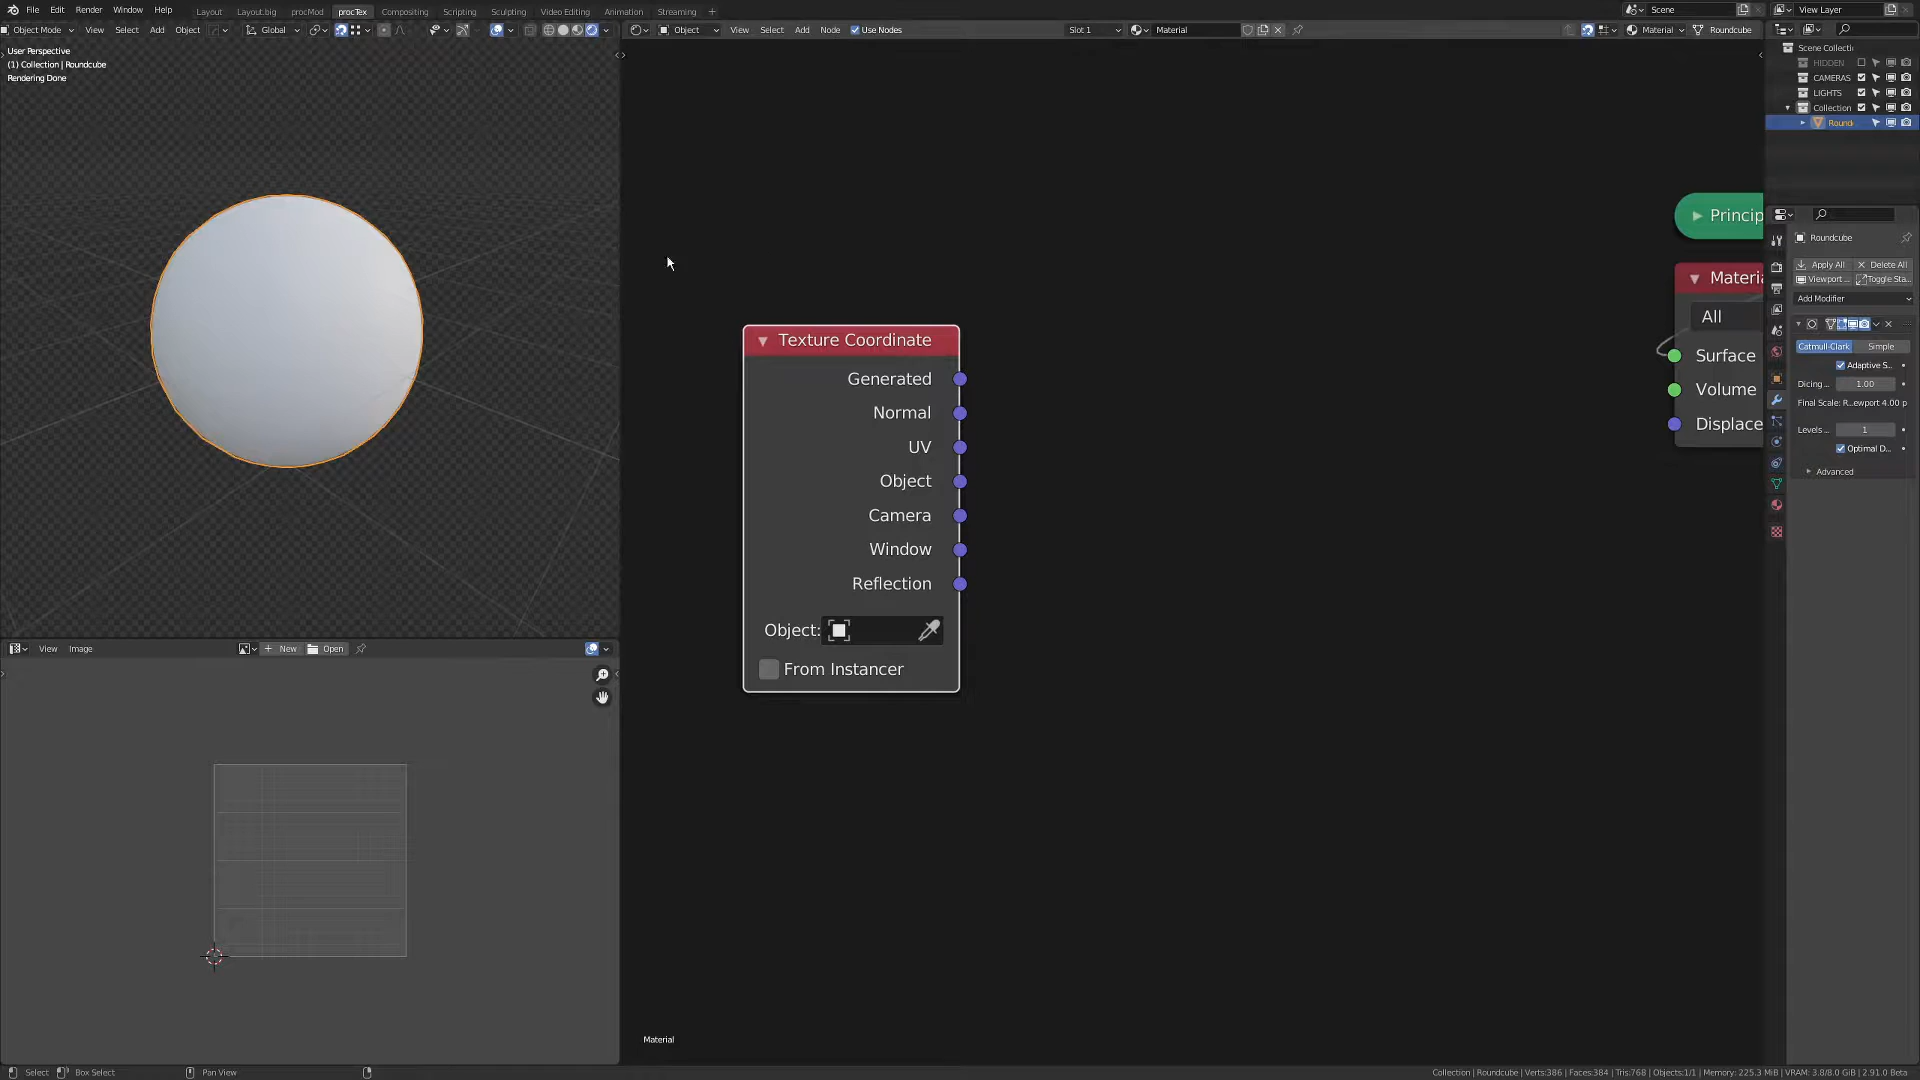 File Edit Render Window Help Layout Layout.big procMod procTex Compositing Scripting Sculpting Video Editing Animation Streaming + Scene View Layer
Object Mode View Select Add Object Global Object View Select Add Node Use Nodes Slot 1 Material Material Roundcube
User Perspective
(1) Collection | Roundcube
Rendering Done
Scene Collecti
HIDDEN
CAMERAS
LIGHTS
Collection
Round
Princip
Materia
All
Surface
Volume
Displace
Texture Coordinate
Generated
Normal
UV
Object
Camera
Window
Reflection
Object:
From Instancer
Roundcube
Apply All Delete All
Viewport... Toggle Sta...
Add Modifier
Catmull-Clark Simple
Adaptive S...
Dicing... 1.00
Final Scale: R...ewport 4.00 p
Levels... 1
Optimal D...
Advanced
View Image New Open
Material
Select Box Select Pan View Collection | Roundcube | Verts:386 | Faces:384 | Tris:768 | Objects:1/1 | Memory: 225.3 MiB | VRAM: 3.8/8.0 GiB | 2.91.0 Beta